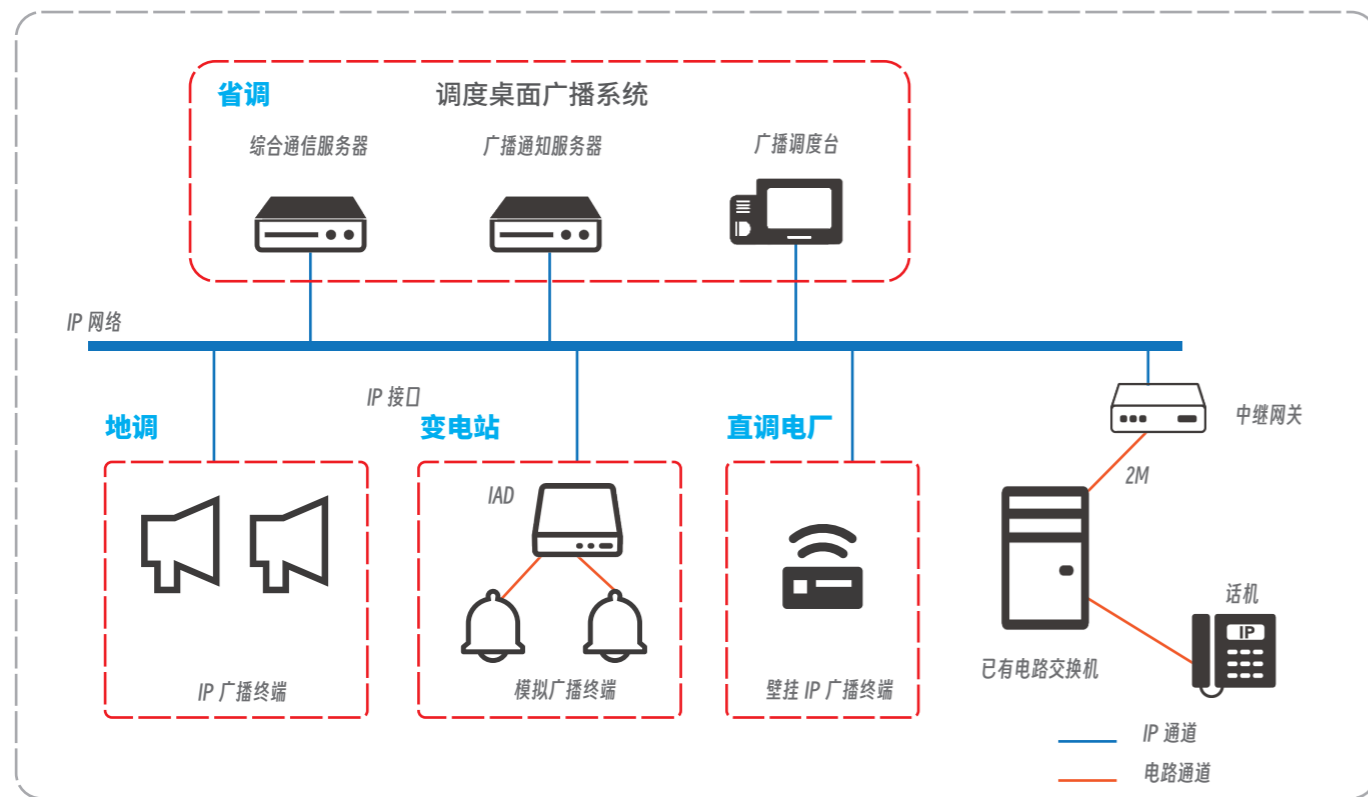 省调
调度桌面广播系统
综合通信服务器
广播通知服务器
广播调度台
IP 网络
IP 接口
地调
变电站
直调电厂
中继网关
IAD
2M
话机
IP
IP 广播终端
模拟广播终端
壁挂 IP 广播终端
已有电路交换机
IP 通道
电路通道